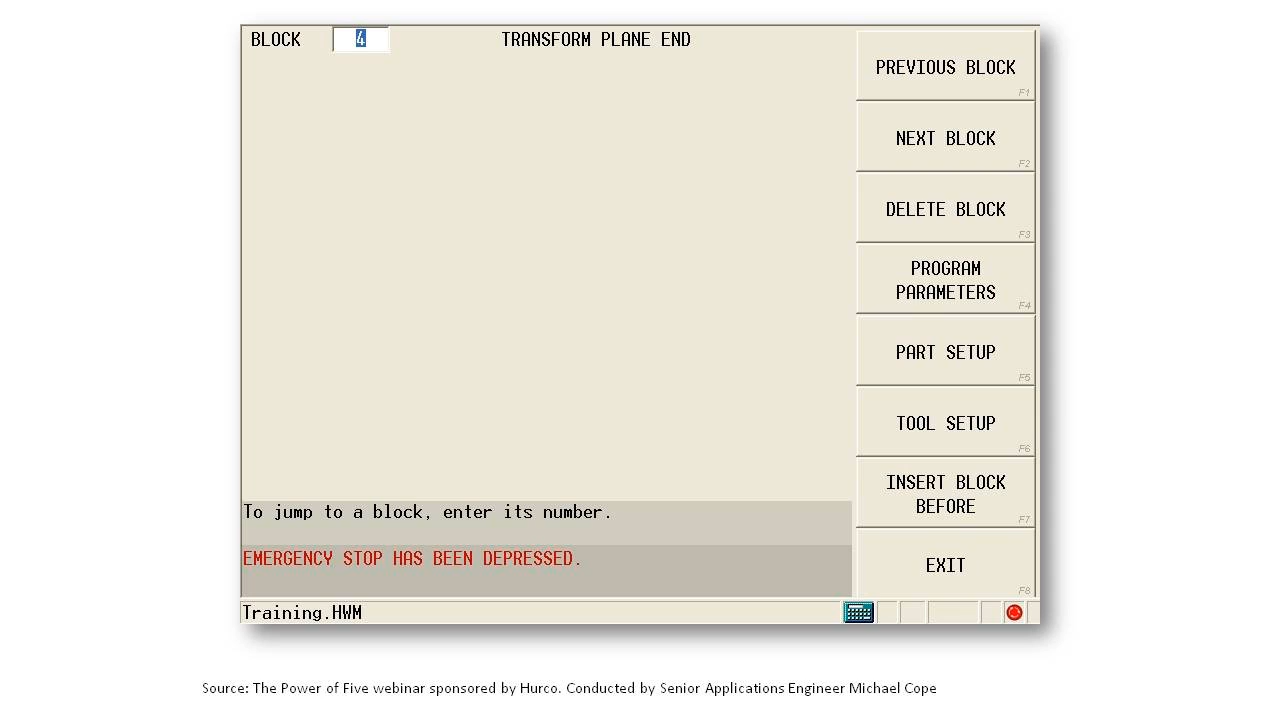 BLOCK 4 TRANSFORM PLANE END
PREVIOUS BLOCK
F1
NEXT BLOCK
F2
DELETE BLOCK
F3
PROGRAM
PARAMETERS
F4
PART SETUP
F5
TOOL SETUP
F6
INSERT BLOCK
BEFORE
F7
EXIT
F8
To jump to a block, enter its number.
EMERGENCY STOP HAS BEEN DEPRESSED.
Training.HWM
Source: The Power of Five webinar sponsored by Hurco. Conducted by Senior Applications Engineer Michael Cope